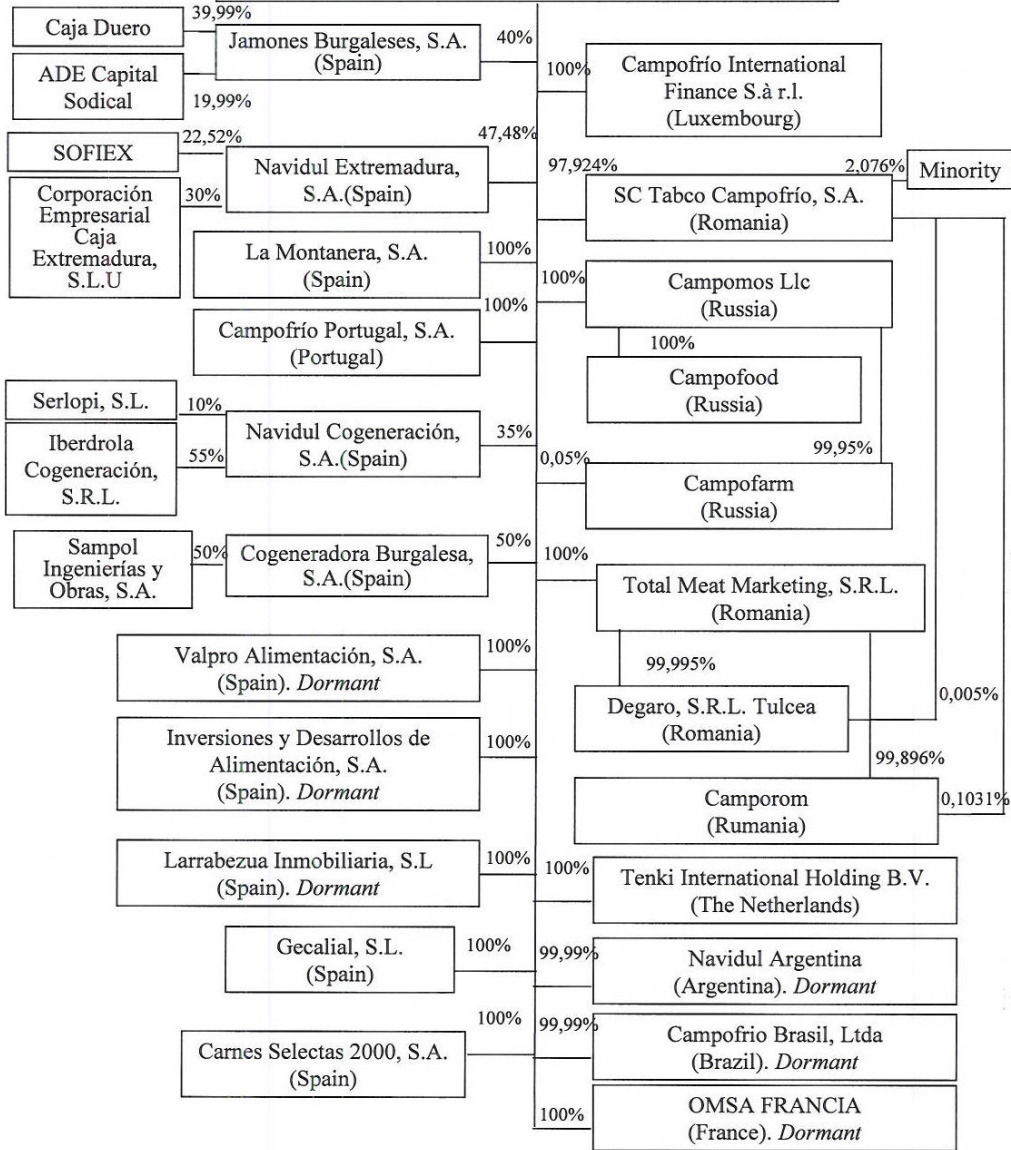 39,99%
Caja Duero
Jamones Burgaleses, S.A.
(Spain)
40%
ADE Capital
Sodical
19,99%
100%
Campofrío International
Finance S.à r.l.
(Luxembourg)
SOFIEX
22,52%
47,48%
Navidul Extremadura,
S.A.(Spain)
30%
Corporación
Empresarial
Caja
Extremadura,
S.L.U
97,924%
2,076%
Minority
SC Tabco Campofrío, S.A.
(Romania)
La Montanera, S.A.
(Spain)
100%
100%
Campomos Llc
(Russia)
100%
Campofrío Portugal, S.A.
(Portugal)
100%
Campofood
(Russia)
Serlopi, S.L.
10%
Navidul Cogeneración,
S.A.(Spain)
35%
Iberdrola
Cogeneración,
S.R.L.
55%
99,95%
0,05%
Campofarm
(Russia)
Sampol
Ingenierías y
Obras, S.A.
50%
Cogeneradora Burgalesa,
S.A.(Spain)
50%
100%
Total Meat Marketing, S.R.L.
(Romania)
Valpro Alimentación, S.A.
(Spain). Dormant
100%
99,995%
Degaro, S.R.L. Tulcea
(Romania)
0,005%
Inversiones y Desarrollos de
Alimentación, S.A.
(Spain). Dormant
100%
99,896%
Camporom
(Rumania)
0,1031%
Larrabezua Inmobiliaria, S.L
(Spain). Dormant
100%
100%
Tenki International Holding B.V.
(The Netherlands)
Gecalial, S.L.
(Spain)
100%
99,99%
Navidul Argentina
(Argentina). Dormant
Carnes Selectas 2000, S.A.
(Spain)
100%
99,99%
Campofrio Brasil, Ltda
(Brazil). Dormant
100%
OMSA FRANCIA
(France). Dormant